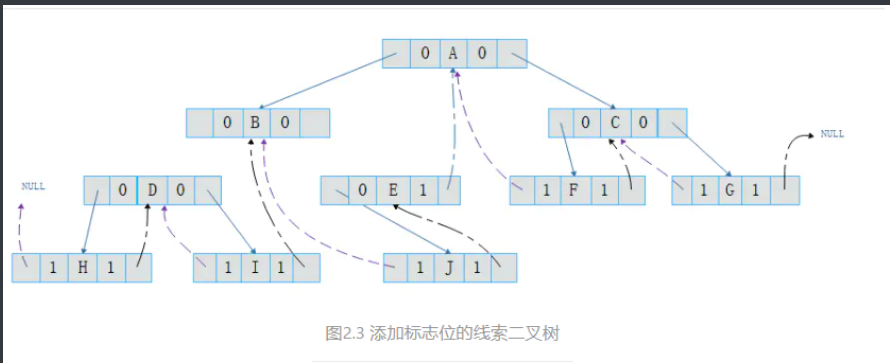 0 A 0
0 B 0
0 C 0
NULL
NULL
0 D 0
0 E 1
1 F 1
1 G 1
1 H 1
1 I 1
1 J 1
图2.3 添加标志位的线索二叉树